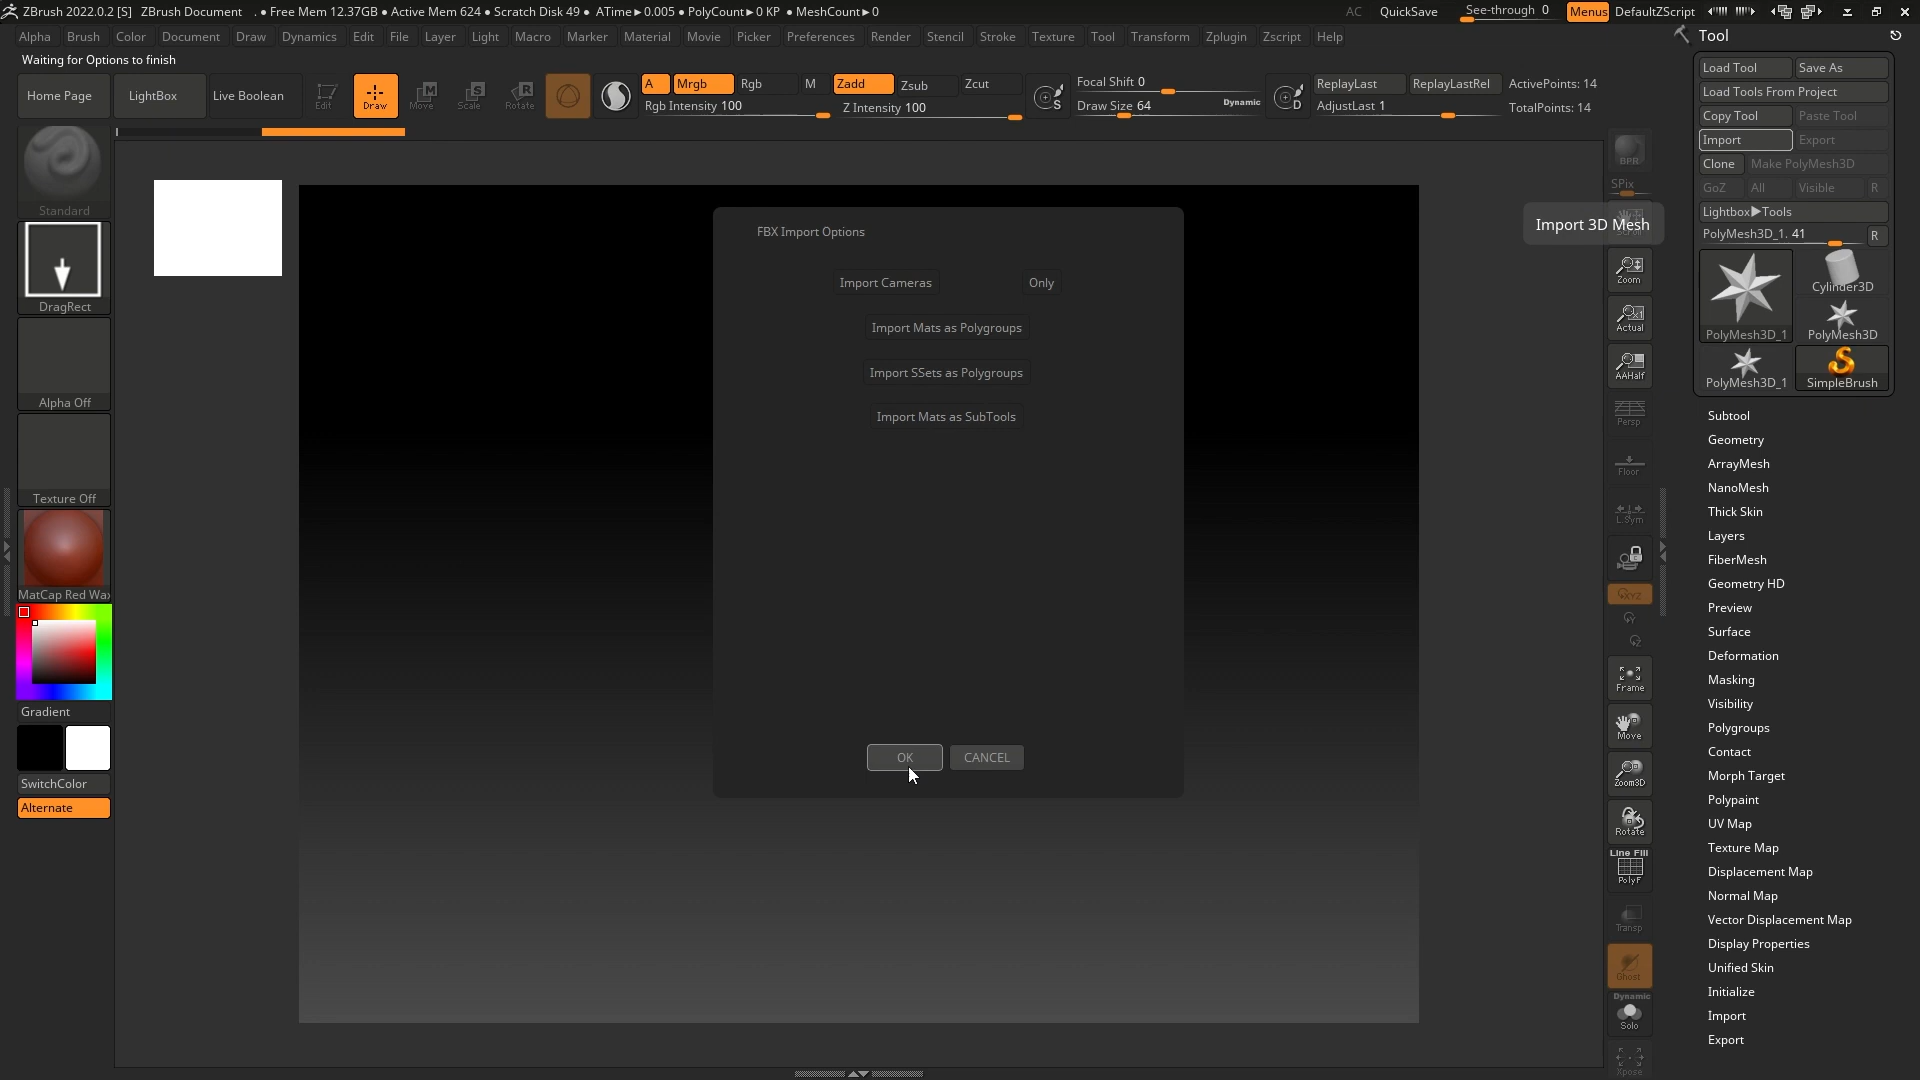 ZBrush 2022.0.2 [S] ZBrush Document . • Free Mem 12.37GB • Active Mem 624 • Scratch Disk 49 • ATime►0.005 • PolyCount►0 KP • MeshCount►0 AC QuickSave See-through 0 Menus DefaultZScript
Alpha Brush Color Document Draw Dynamics Edit File Layer Light Macro Marker Material Movie Picker Preferences Render Stencil Stroke Texture Tool Transform Zplugin Zscript Help
Waiting for Options to finish
Home Page LightBox Live Boolean Edit Draw Move Scale Rotate
A Mrgb Rgb M Zadd Zsub Zcut
Rgb Intensity 100 Z Intensity 100
S
Focal Shift 0
Draw Size 64 Dynamic
D
ReplayLast ReplayLastRel ActivePoints: 14
AdjustLast 1 TotalPoints: 14
Standard
DragRect
Alpha Off
Texture Off
MatCap Red Wax
Gradient
SwitchColor
Alternate
FBX Import Options
Import Cameras Only
Import Mats as Polygroups
Import SSets as Polygroups
Import Mats as SubTools
OK CANCEL
Import 3D Mesh
BPR
SPix
Zoom
Actual
AAHalf
Persp
Floor
L.Sym
XYZ
Frame
Move
Zoom3D
Rotate
Line Fill
PolyF
Transp
Ghost
Dynamic
Solo
Xpose
Tool
Load Tool Save As
Load Tools From Project
Copy Tool Paste Tool
Import Export
Clone Make PolyMesh3D
GoZ All Visible R
Lightbox►Tools
PolyMesh3D_1. 41 R
PolyMesh3D_1 Cylinder3D
PolyMesh3D
PolyMesh3D_1 SimpleBrush
Subtool
Geometry
ArrayMesh
NanoMesh
Thick Skin
Layers
FiberMesh
Geometry HD
Preview
Surface
Deformation
Masking
Visibility
Polygroups
Contact
Morph Target
Polypaint
UV Map
Texture Map
Displacement Map
Normal Map
Vector Displacement Map
Display Properties
Unified Skin
Initialize
Import
Export